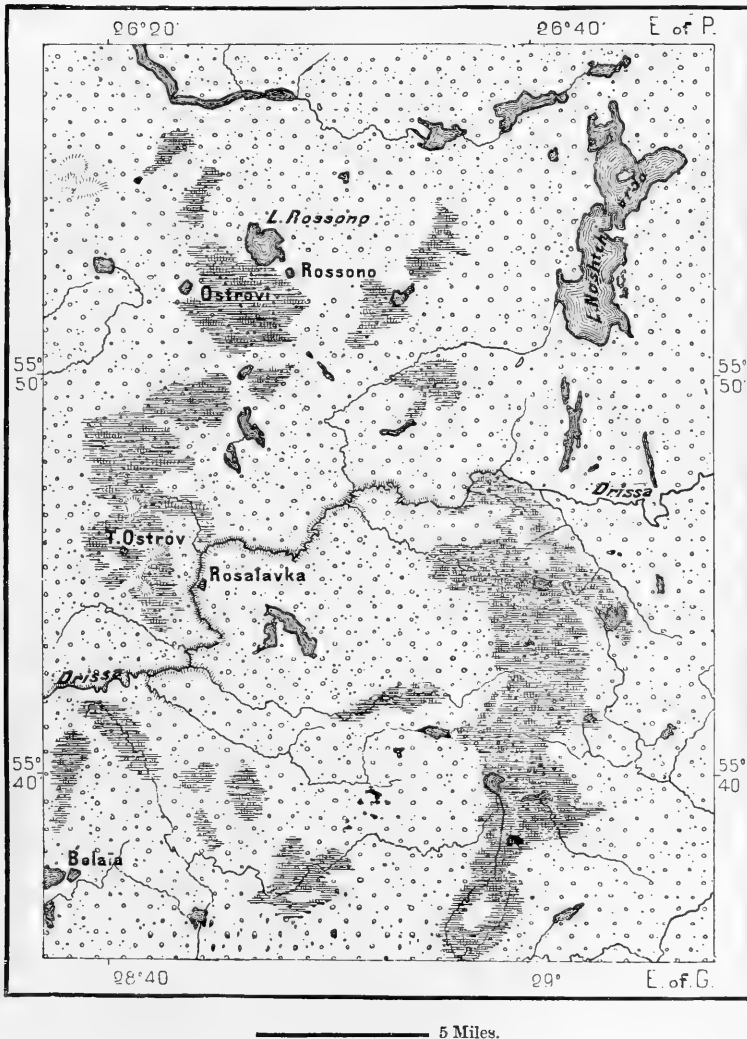 26°20' 26°40' E of P.
L. Rossono
Rossono
Ostrovi
L. Neshtcherdo
55° 50' 55° 50'
Drissa
T. Ostrov
Rosalavka
Drissa
55° 40' 55° 40
Belaia
28°40 29° E. of G.
5 Miles.